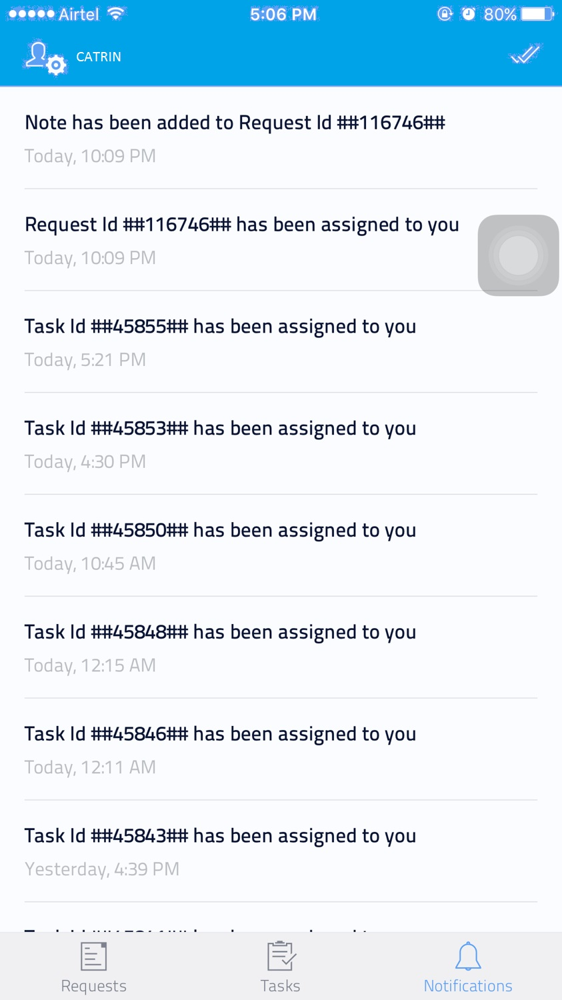 Airtel 5:06 PM 80%
CATRIN
Note has been added to Request Id ##116746##
Today, 10:09 PM
Request Id ##116746## has been assigned to you
Today, 10:09 PM
Task Id ##45855## has been assigned to you
Today, 5:21 PM
Task Id ##45853## has been assigned to you
Today, 4:30 PM
Task Id ##45850## has been assigned to you
Today, 10:45 AM
Task Id ##45848## has been assigned to you
Today, 12:15 AM
Task Id ##45846## has been assigned to you
Today, 12:11 AM
Task Id ##45843## has been assigned to you
Yesterday, 4:39 PM
Requests Tasks Notifications